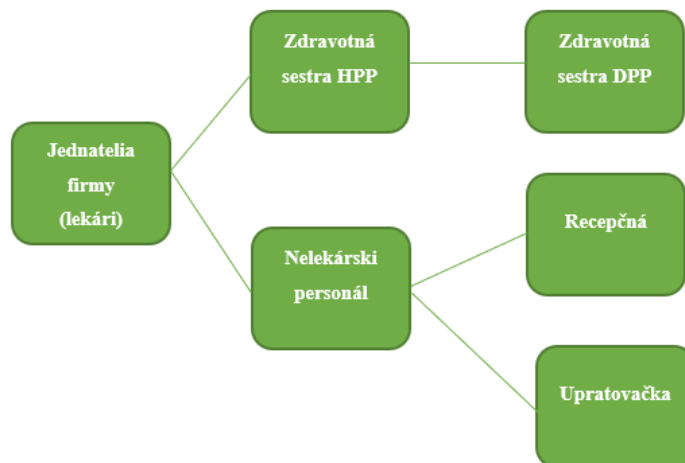 Jednatelia
firmy
(lekári)
Zdravotná
sestra HPP
Zdravotná
sestra DPP
Nelekárski
personál
Recepčná
Upratovačka